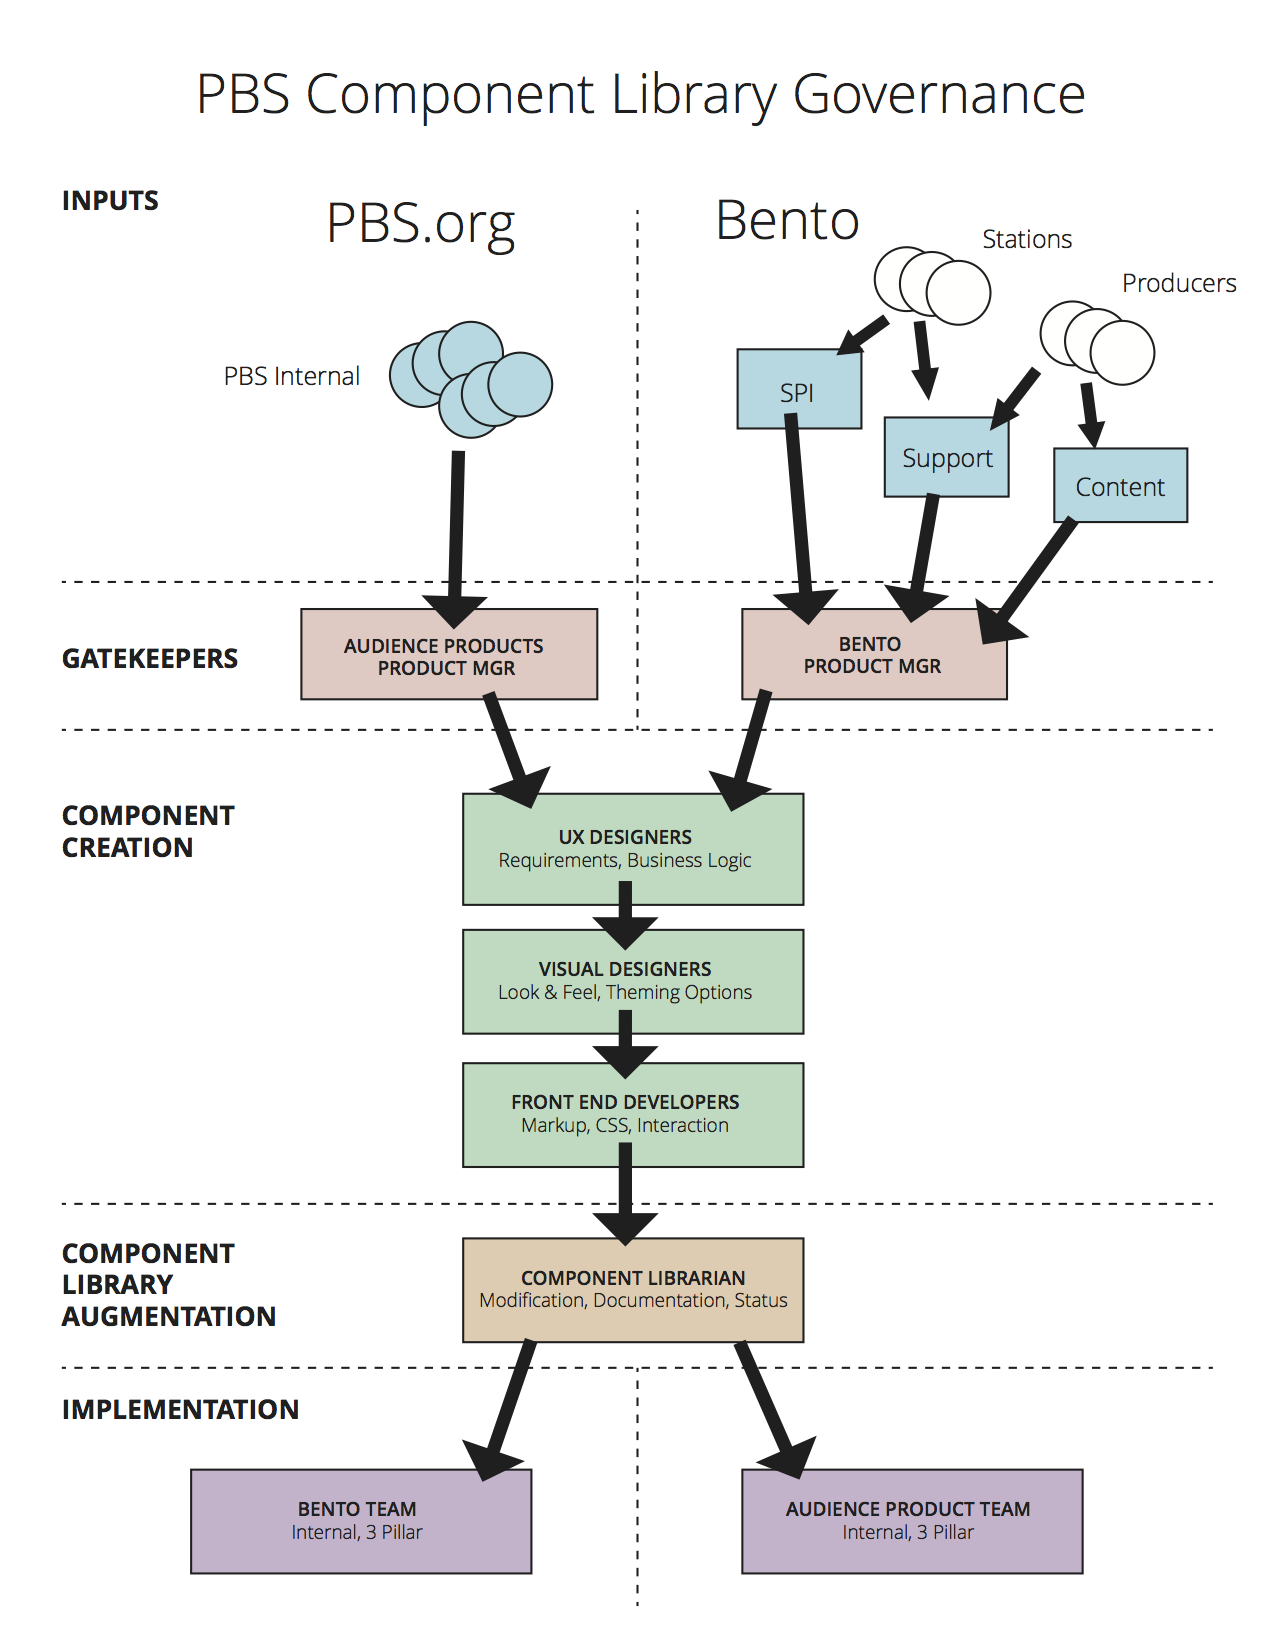 PBS Component Library Governance
INPUTS
PBS.org
Bento
Stations
Producers
PBS Internal
SPI
Support
Content
GATEKEEPERS
AUDIENCE PRODUCTS
PRODUCT MGR
BENTO
PRODUCT MGR
COMPONENT
CREATION
UX DESIGNERS
Requirements, Business Logic
VISUAL DESIGNERS
Look & Feel, Theming Options
FRONT END DEVELOPERS
Markup, CSS, Interaction
COMPONENT
LIBRARY
AUGMENTATION
COMPONENT LIBRARIAN
Modification, Documentation, Status
IMPLEMENTATION
BENTO TEAM
Internal, 3 Pillar
AUDIENCE PRODUCT TEAM
Internal, 3 Pillar